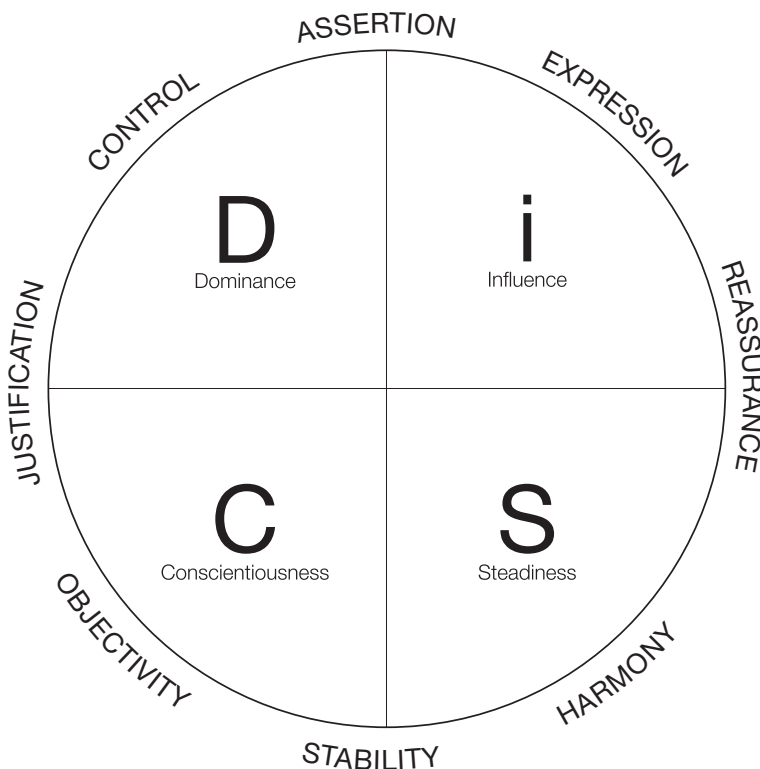 ASSERTION
CONTROL
EXPRESSION
D
Dominance
i
Influence
JUSTIFICATION
REASSURANCE
C
Conscientiousness
S
Steadiness
OBJECTIVITY
HARMONY
STABILITY